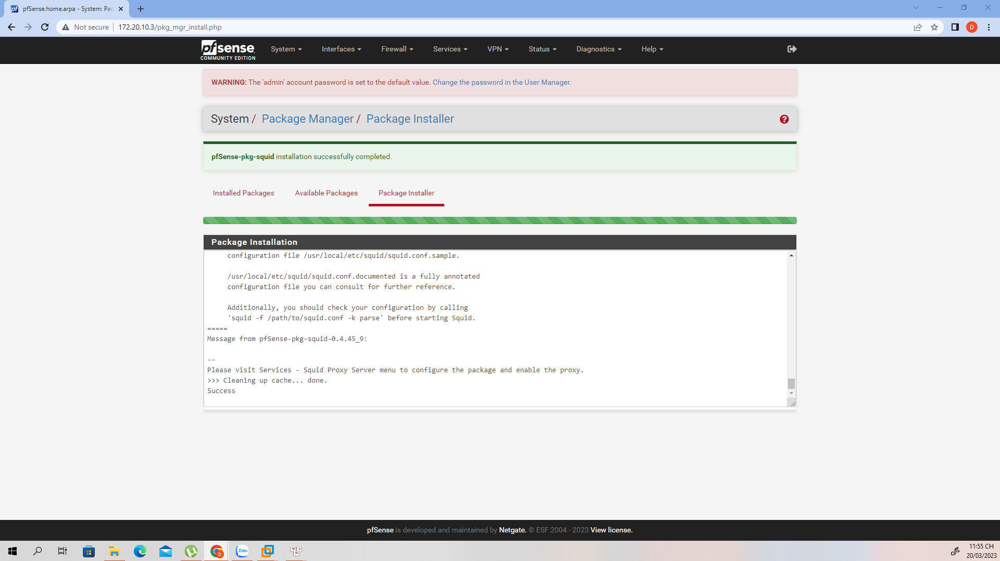 pfSense.home.arpa - System: Pac
Not secure
172.20.10.3/pkg_mgr_install.php
D
pfsense
COMMUNITY EDITION
System
Interfaces
Firewall
Services
VPN
Status
Diagnostics
Help
WARNING: The 'admin' account password is set to the default value. Change the password in the User Manager.
System / Package Manager / Package Installer
pfSense-pkg-squid installation successfully completed.
Installed Packages
Available Packages
Package Installer
Package Installation
configuration file /usr/local/etc/squid/squid.conf.sample.
/usr/local/etc/squid/squid.conf.documented is a fully annotated
configuration file you can consult for further reference.
Additionally, you should check your configuration by calling
'squid -f /path/to/squid.conf -k parse' before starting Squid.
=====
Message from pfSense-pkg-squid-0.4.45_9:
--
Please visit Services - Squid Proxy Server menu to configure the package and enable the proxy.
>>> Cleaning up cache... done.
Success
pfSense is developed and maintained by Netgate. © ESF 2004 - 2023 View license.
D
Zalo
11:55 CH
20/03/2023